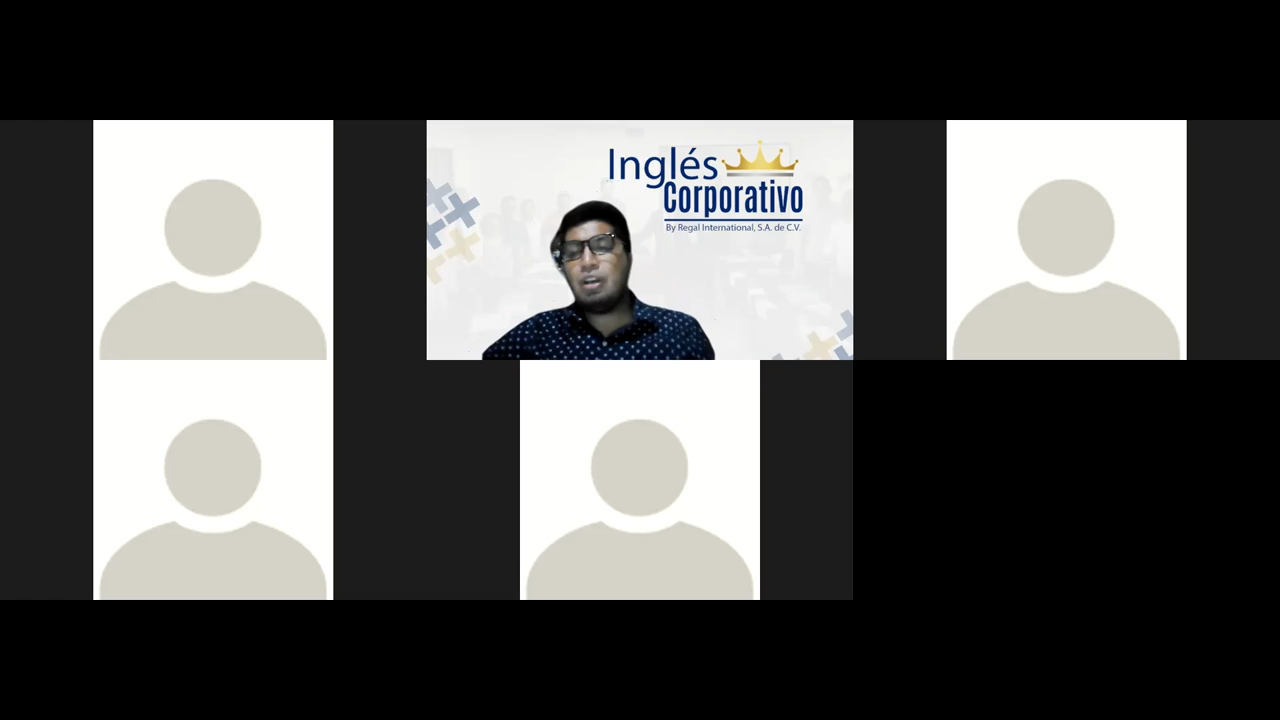 Inglés
Corporativo
By Regal International, S.A. de C.V.